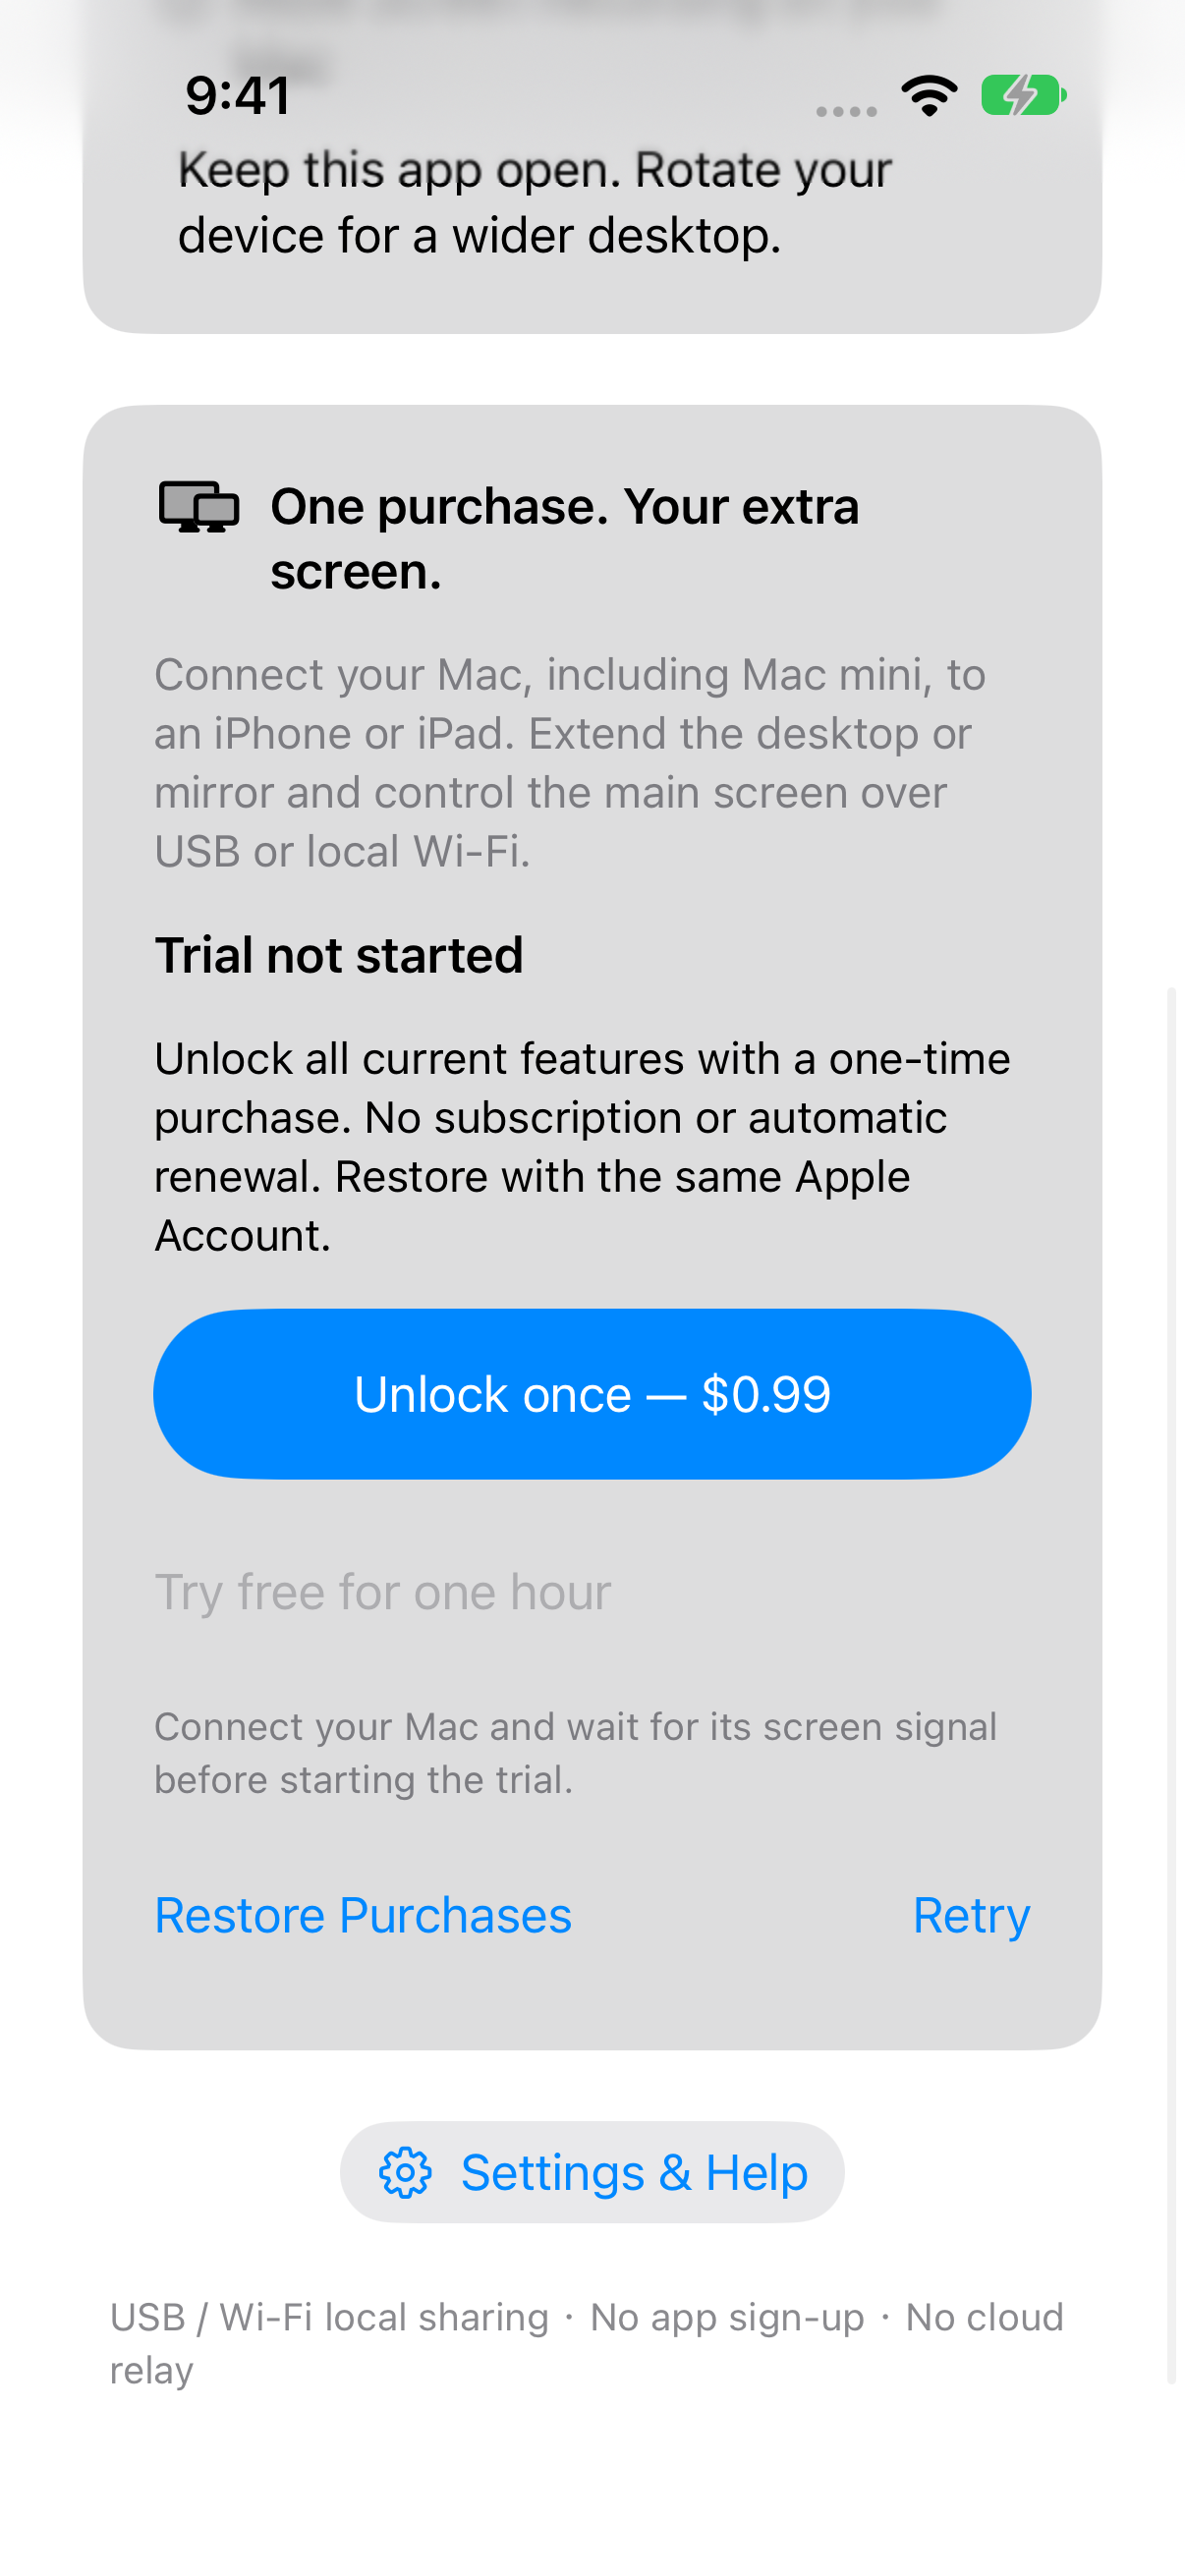 9:41
Keep this app open. Rotate your
device for a wider desktop.
One purchase. Your extra
screen.
Connect your Mac, including Mac mini, to
an iPhone or iPad. Extend the desktop or
mirror and control the main screen over
USB or local Wi-Fi.
Trial not started
Unlock all current features with a one-time
purchase. No subscription or automatic
renewal. Restore with the same Apple
Account.
Unlock once — $0.99
Try free for one hour
Connect your Mac and wait for its screen signal
before starting the trial.
Restore Purchases
Retry
Settings & Help
USB / Wi-Fi local sharing · No app sign-up · No cloud
relay